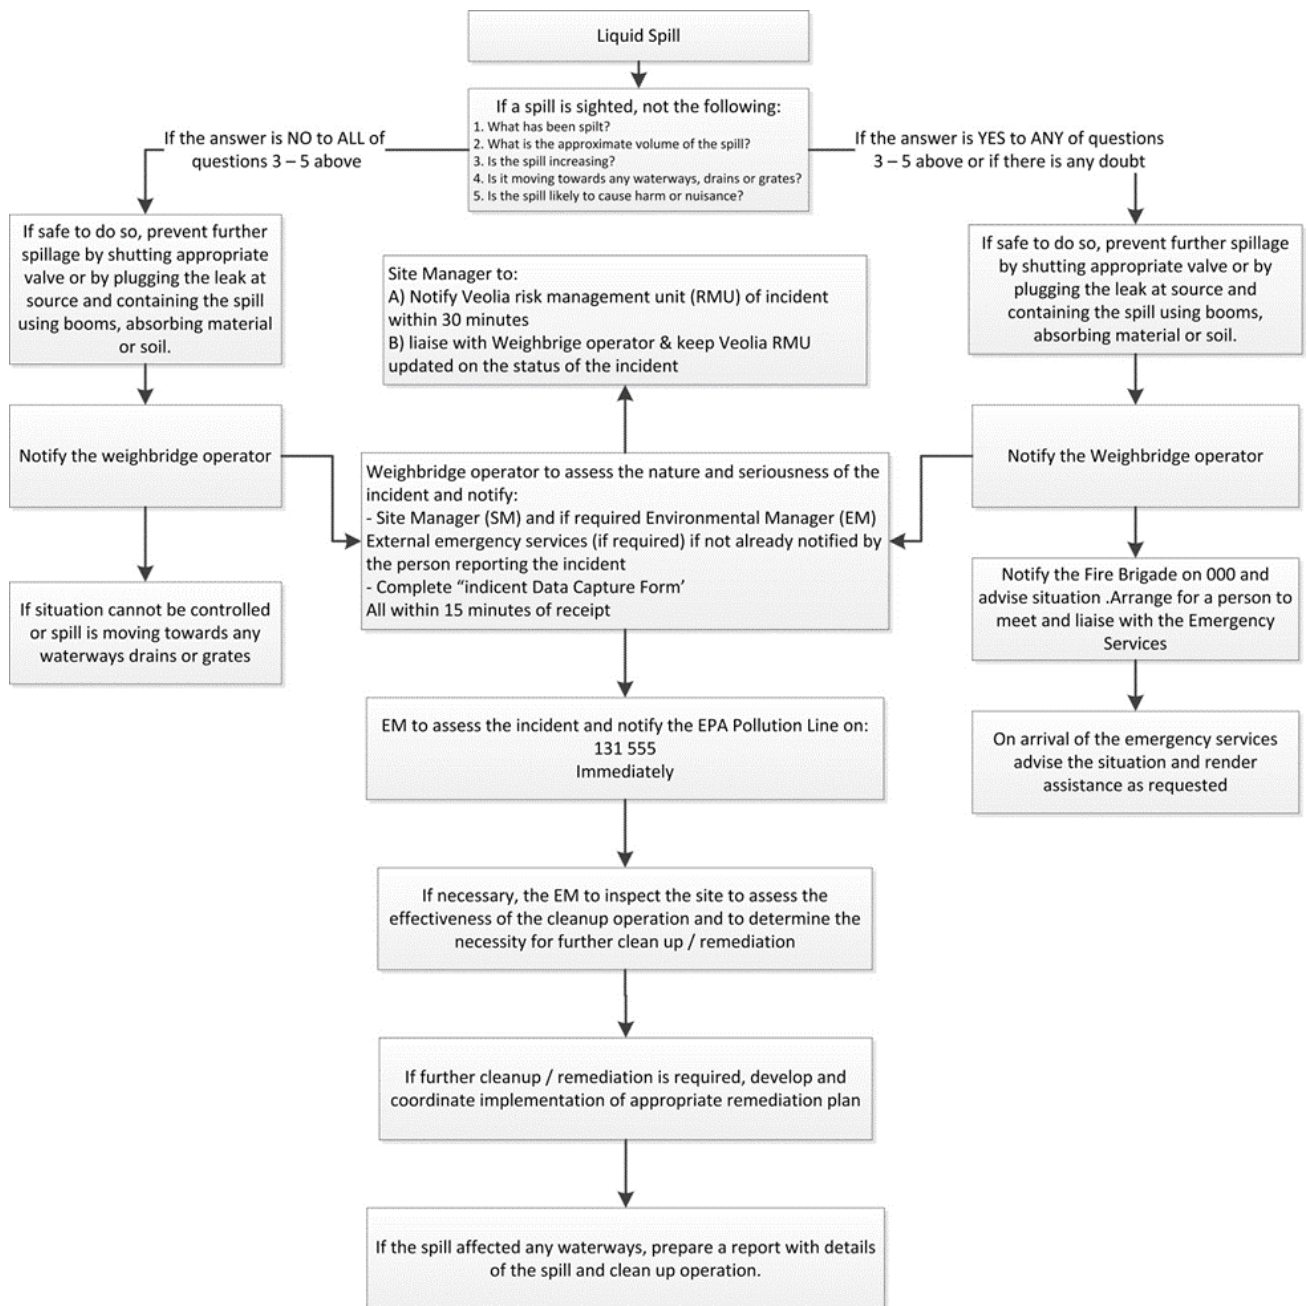 Liquid Spill
If a spill is sighted, not the following:
1. What has been spilt?
2. What is the approximate volume of the spill?
3. Is the spill increasing?
4. Is it moving towards any waterways, drains or grates?
5. Is the spill likely to cause harm or nuisance?
If the answer is NO to ALL of
questions 3 – 5 above
If the answer is YES to ANY of questions
3 – 5 above or if there is any doubt
If safe to do so, prevent further
spillage by shutting appropriate
valve or by plugging the leak at
source and containing the spill
using booms, absorbing material
or soil.
Site Manager to:
A) Notify Veolia risk management unit (RMU) of incident
within 30 minutes
B) liaise with Weighbrige operator & keep Veolia RMU
updated on the status of the incident
If safe to do so, prevent further spillage
by shutting appropriate valve or by
plugging the leak at source and
containing the spill using booms,
absorbing material or soil.
Notify the weighbridge operator
Weighbridge operator to assess the nature and seriousness of the
incident and notify:
- Site Manager (SM) and if required Environmental Manager (EM)
External emergency services (if required) if not already notified by
the person reporting the incident
- Complete “indicent Data Capture Form’
All within 15 minutes of receipt
Notify the Weighbridge operator
If situation cannot be controlled
or spill is moving towards any
waterways drains or grates
Notify the Fire Brigade on 000 and
advise situation .Arrange for a person to
meet and liaise with the Emergency
Services
EM to assess the incident and notify the EPA Pollution Line on:
131 555
Immediately
On arrival of the emergency services
advise the situation and render
assistance as requested
If necessary, the EM to inspect the site to assess the
effectiveness of the cleanup operation and to determine the
necessity for further clean up / remediation
If further cleanup / remediation is required, develop and
coordinate implementation of appropriate remediation plan
If the spill affected any waterways, prepare a report with details
of the spill and clean up operation.